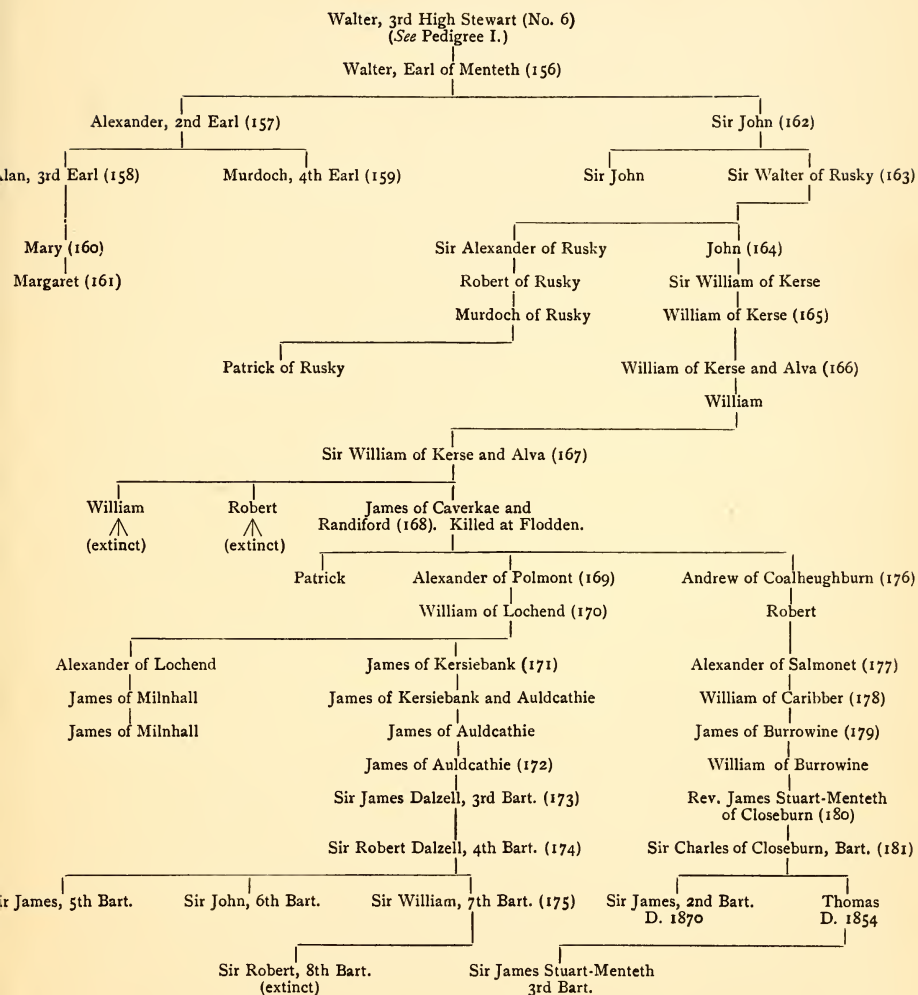 Walter, 3rd High Stewart (No. 6)
(See Pedigree I.)
Walter, Earl of Menteth (156)
Alexander, 2nd Earl (157) Sir John (162)
lan, 3rd Earl (158) Murdoch, 4th Earl (159) Sir John Sir Walter of Rusky (163)
Mary (160) Sir Alexander of Rusky John (164)
Margaret (161) Robert of Rusky Sir William of Kerse
Murdoch of Rusky William of Kerse (165)
Patrick of Rusky William of Kerse and Alva (166)
William
Sir William of Kerse and Alva (167)
William Robert James of Caverkae and
Randiford (168). Killed at Flodden.
(extinct) (extinct)
Patrick Alexander of Polmont (169) Andrew of Coalheughburn (176)
William of Lochend (170) Robert
Alexander of Lochend James of Kersiebank (171) Alexander of Salmonet (177)
James of Milnhall James of Kersiebank and Auldcathie William of Caribber (178)
James of Milnhall James of Auldcathie James of Burrowine (179)
James of Auldcathie (172) William of Burrowine
Sir James Dalzell, 3rd Bart. (173) Rev. James Stuart-Menteth
of Closeburn (180)
Sir Robert Dalzell, 4th Bart. (174) Sir Charles of Closeburn, Bart. (181)
ir James, 5th Bart. Sir John, 6th Bart. Sir William, 7th Bart. (175) Sir James, 2nd Bart. Thomas
D. 1870 D. 1854
Sir Robert, 8th Bart. Sir James Stuart-Menteth
(extinct) 3rd Bart.